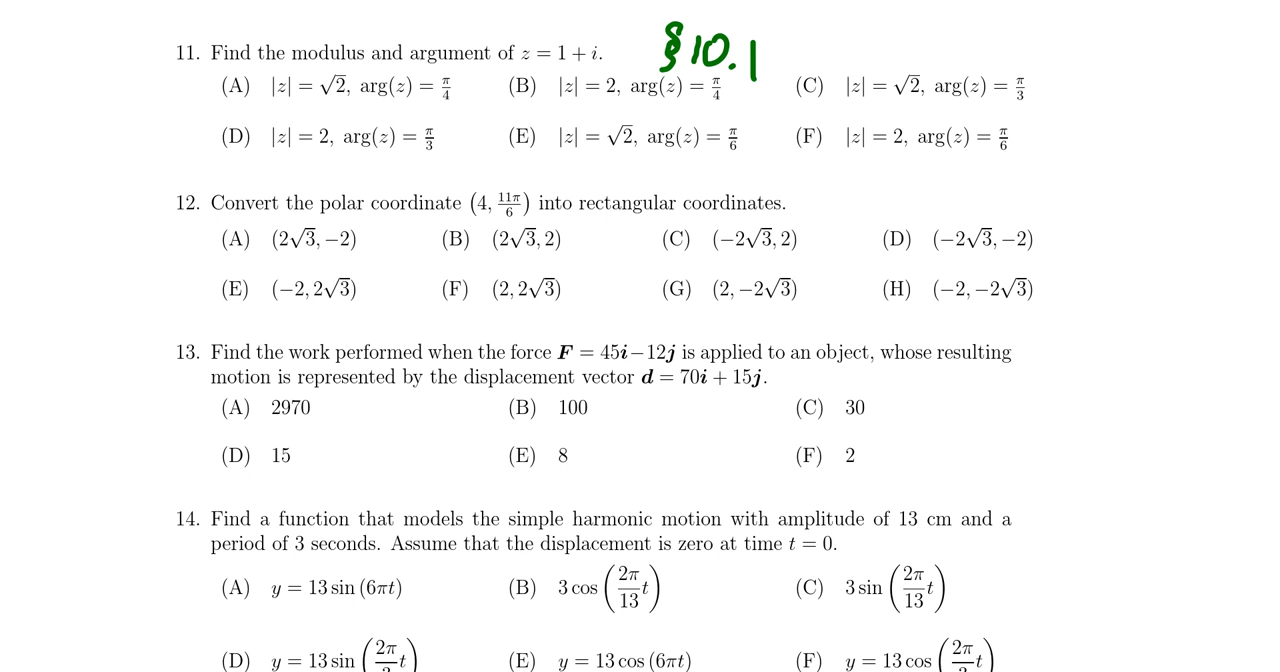 11. Find the modulus and argument of z = 1 + i. § 10.1
(A) |z| = √2, arg(z) = π/4 (B) |z| = 2, arg(z) = π/4 (C) |z| = √2, arg(z) = π/3
(D) |z| = 2, arg(z) = π/3 (E) |z| = √2, arg(z) = π/6 (F) |z| = 2, arg(z) = π/6
12. Convert the polar coordinate (4, 11π/6) into rectangular coordinates.
(A) (2√3, −2) (B) (2√3, 2) (C) (−2√3, 2) (D) (−2√3, −2)
(E) (−2, 2√3) (F) (2, 2√3) (G) (2, −2√3) (H) (−2, −2√3)
13. Find the work performed when the force F = 45i − 12j is applied to an object, whose resulting
motion is represented by the displacement vector d = 70i + 15j.
(A) 2970 (B) 100 (C) 30
(D) 15 (E) 8 (F) 2
14. Find a function that models the simple harmonic motion with amplitude of 13 cm and a
period of 3 seconds. Assume that the displacement is zero at time t = 0.
(A) y = 13 sin (6πt) (B) 3 cos (2π/13 t) (C) 3 sin (2π/13 t)
(D) y = 13 sin (2π/ t) (E) y = 13 cos (6πt) (F) y = 13 cos (2π/ t)